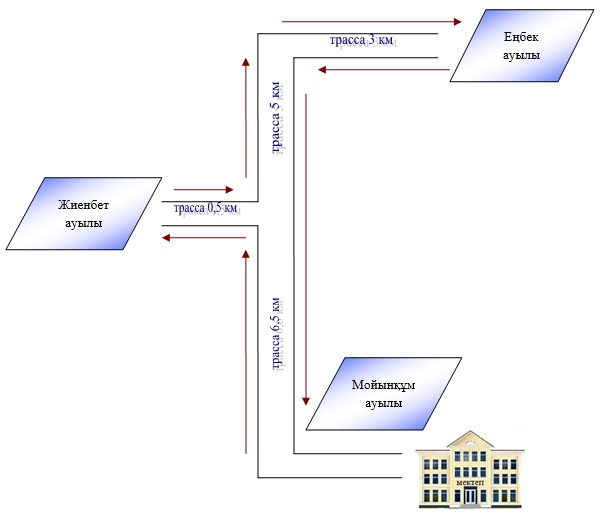 трасса 3 км
Еңбек
ауылы
трасса 5 км
Жиенбет
ауылы
трасса 0,5 км
трасса 6,5 км
Мойынқұм
ауылы
мектеп